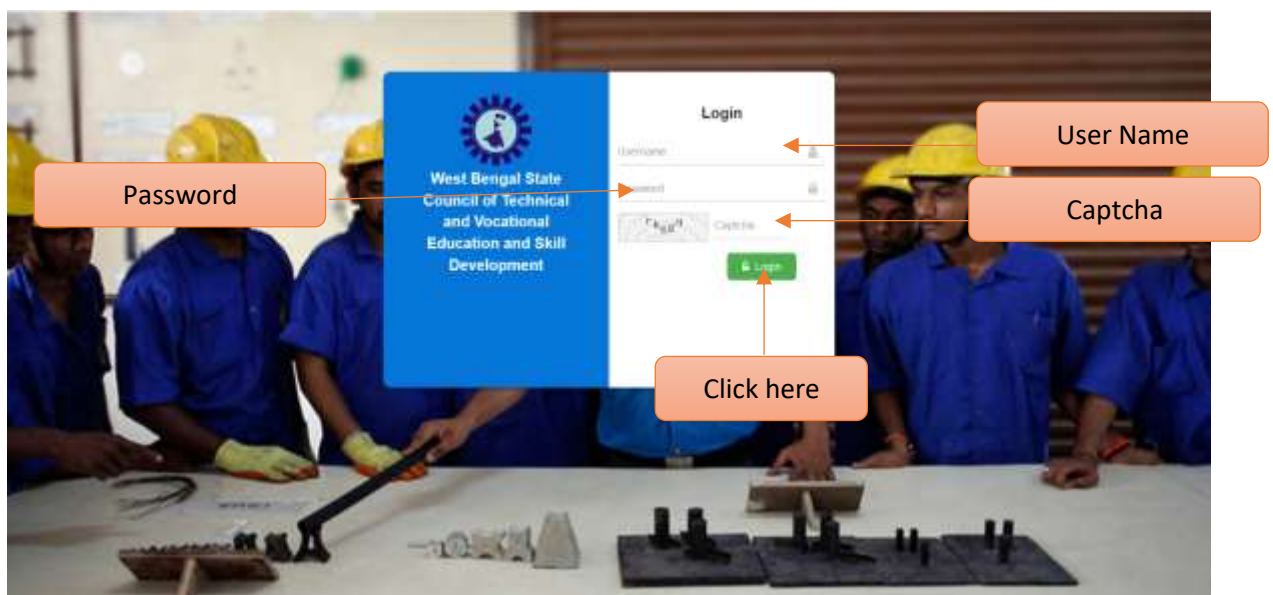 Login
Username
User Name
West Bengal State
Council of Technical
and Vocational
Education and Skill
Development
Password
Captcha
Captcha
Login
Click here